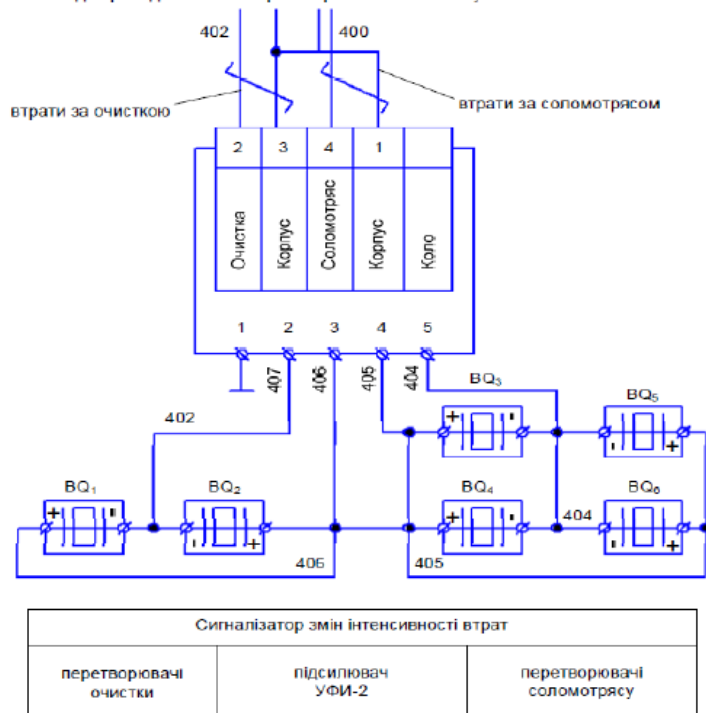 402
400
втрати за очисткою
втрати за соломотрясом
2 3 4 1
Очистка
Корпус
Соломотряс
Корпус
Коло
1 2 3 4 5
407
406
405
404
402
BQ₃
BQ₅
BQ₁
BQ₂
BQ₄
404
BQ₆
406
405
Сигналізатор змін інтенсивності втрат
перетворювачі
очистки
підсилювач
УФИ-2
перетворювачі
соломотрясу